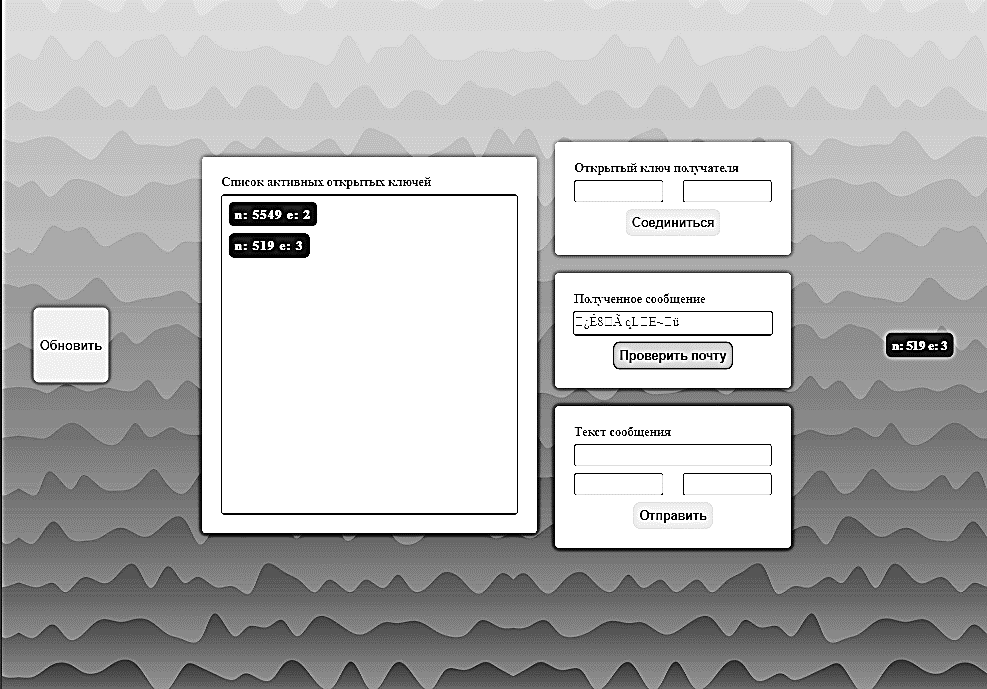 Список активных открытых ключей
n: 5549 e: 2
n: 519 e: 3
Обновить
Открытый ключ получателя
Соединиться
Полученное сообщение
Проверить почту
Текст сообщения
Отправить
n: 519 e: 3